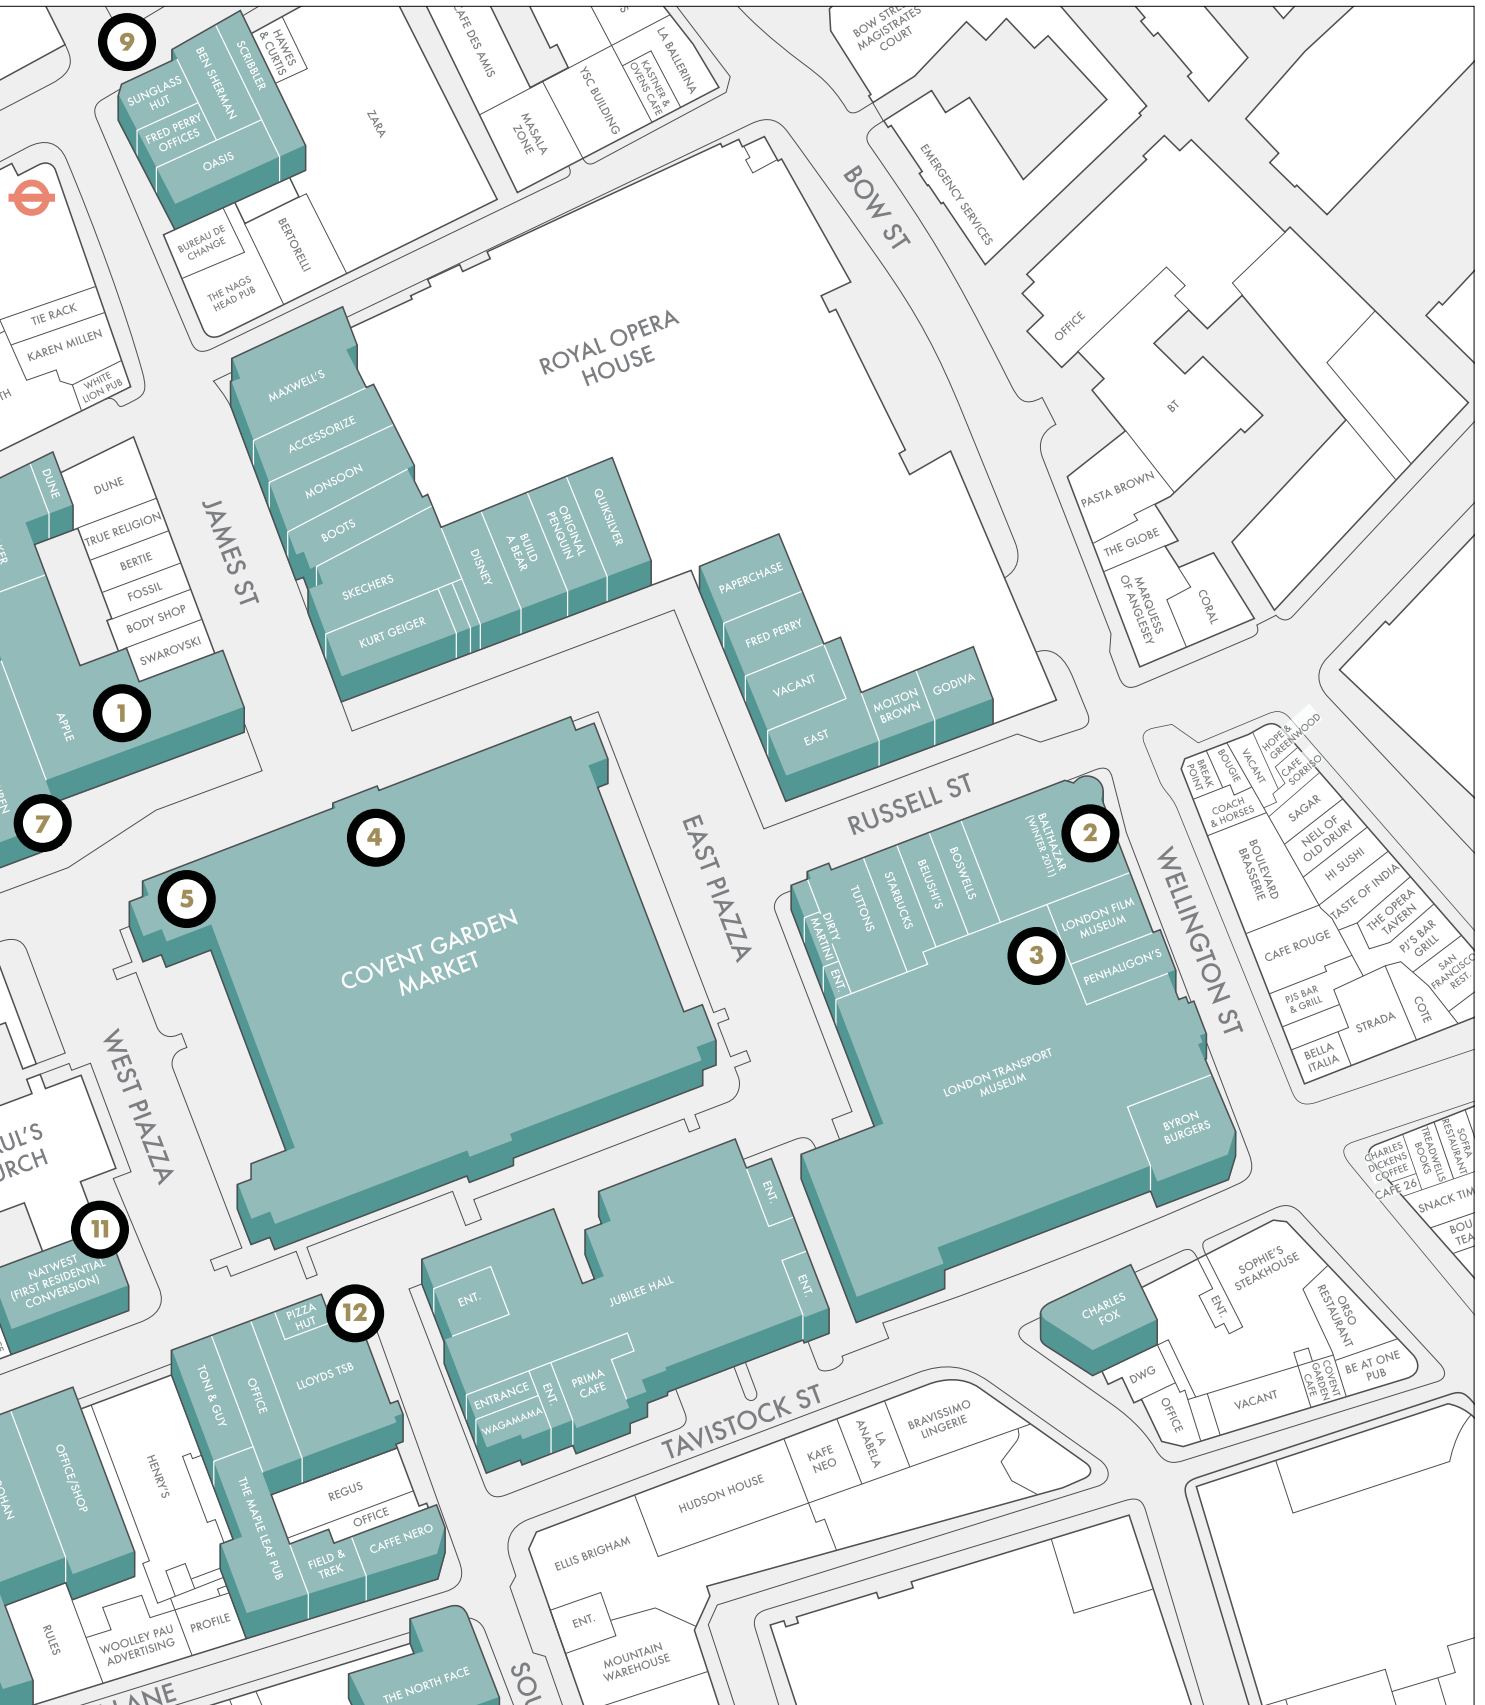 9
SUNGLASS
HUT
BEN SHERMAN
SCRIBBLER
HAWES
& CURTIS
FRED PERRY
OFFICES
OASIS
ZARA
BUREAU DE
CHANGE
BERTORELLI
THE NAGS
HEAD PUB
CAFE DES AMIS
MASALA
ZONE
YSC BUILDING
KASTNER &
OVENS CAFE
LA BALLERINA
MAGISTRATES
COURT
EMERGENCY SERVICES
BOW ST
ROYAL OPERA
HOUSE
OFFICE
BT
PASTA BROWN
THE GLOBE
MARQUESS
OF ANGLESEY
CORAL
TIE RACK
KAREN MILLEN
WHITE
LION PUB
TH
DUNE
DUNE
TRUE RELIGION
BERTIE
FOSSIL
BODY SHOP
SWAROVSKI
KER
APPLE
1
7
JAMES ST
MAXWELL'S
ACCESSORIZE
MONSOON
BOOTS
SKECHERS
KURT GEIGER
DISNEY
BUILD
A BEAR
ORIGINAL
PENQUIN
QUIKSILVER
PAPERCHASE
FRED PERRY
VACANT
EAST
MOLTON
BROWN
GODIVA
RUSSELL ST
EAST PIAZZA
4
5
COVENT GARDEN
MARKET
WEST PIAZZA
2
BALTHAZAR
(WINTER 2011)
BOSWELLS
BELUSHI'S
STARBUCKS
TUTTONS
DIRTY
MARTINI
ENT.
3
LONDON FILM
MUSEUM
PENHALIGON'S
LONDON TRANSPORT
MUSEUM
BYRON
BURGERS
WELLINGTON ST
BREAK
POINT
BOUGIE
VACANT
HOPE &
GREENWOOD
CAFE
SORRISO
COACH
& HORSES
SAGAR
NELL OF
OLD DRURY
BOULEVARD
BRASSERIE
HI SUSHI
TASTE OF INDIA
THE OPERA
TAVERN
PJ'S BAR
GRILL
SAN
FRANCISCO
REST.
CAFE ROUGE
PJS BAR
& GRILL
STRADA
COTE
BELLA
ITALIA
CHARLES
DICKENS
COFFEE
CAFE 26
TREADWELLS
BOOKS
SOFRA
RESTAURANT
SNACK TIM
BOU
TEA
UL'S
URCH
11
NATWEST
(FIRST RESIDENTIAL
CONVERSION)
12
PIZZA
HUT
LLOYDS TSB
OFFICE
TONI & GUY
HENRY'S
OFFICE/SHOP
OHAN
THE MAPLE LEAF PUB
REGUS
OFFICE
FIELD &
TREK
CAFFE NERO
RULES
WOOLLEY PAU
ADVERTISING
PROFILE
LANE
THE NORTH FACE
SOU
ENT.
JUBILEE HALL
ENT.
ENT.
ENTRANCE
WAGAMAMA
ENT.
PRIMA
CAFE
TAVISTOCK ST
CHARLES
FOX
SOPHIE'S
STEAKHOUSE
ENT.
ORSO
RESTAURANT
DWG
OFFICE
VACANT
COVENT
GARDEN
CAFE
BE AT ONE
PUB
HUDSON HOUSE
KAFE
NEO
LA
ANABELA
BRAVISSIMO
LINGERIE
ELLIS BRIGHAM
ENT.
MOUNTAIN
WAREHOUSE